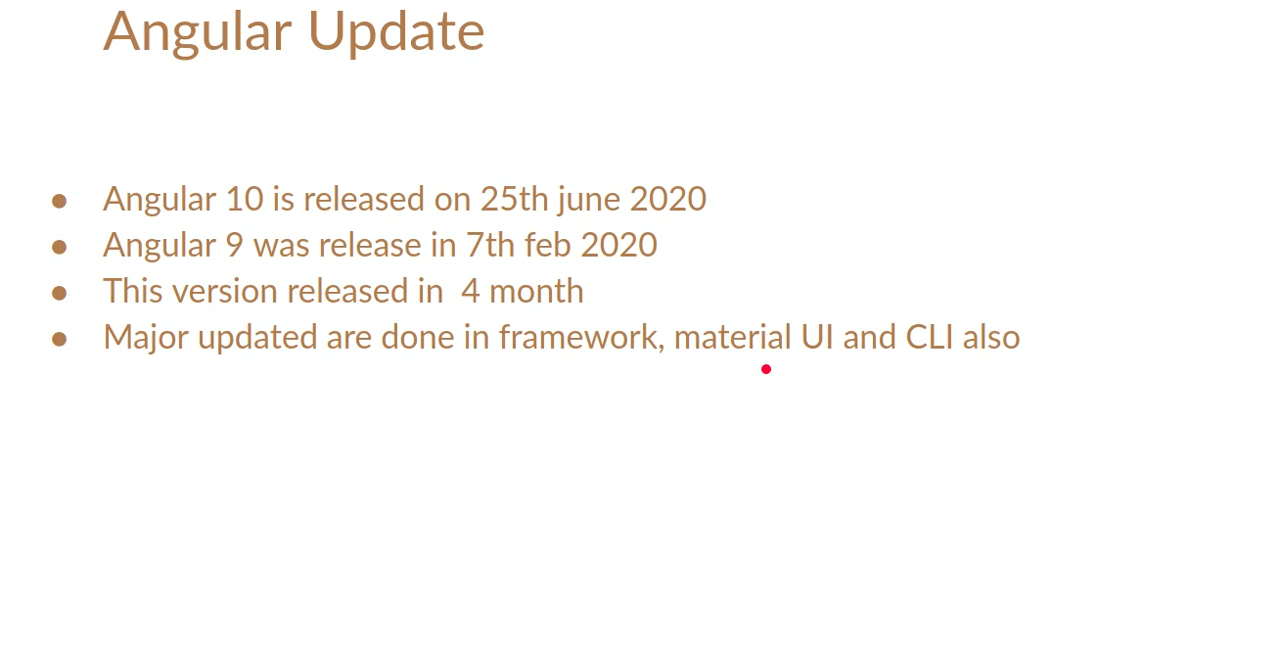 Angular Update
● Angular 10 is released on 25th june 2020
● Angular 9 was release in 7th feb 2020
● This version released in  4 month
● Major updated are done in framework, material UI and CLI also